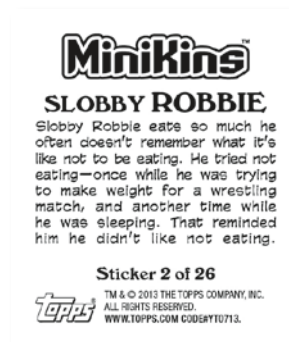 MiniKins™
SLOBBY ROBBIE
Slobby Robbie eats so much he
often doesn't remember what it's
like not to be eating. He tried not
eating—once while he was trying
to make weight for a wrestling
match, and another time while
he was sleeping. That reminded
him he didn't like not eating.
Sticker 2 of 26
Topps®
TM & © 2013 THE TOPPS COMPANY, INC.
ALL RIGHTS RESERVED.
WWW.TOPPS.COM CODE#YT0713.